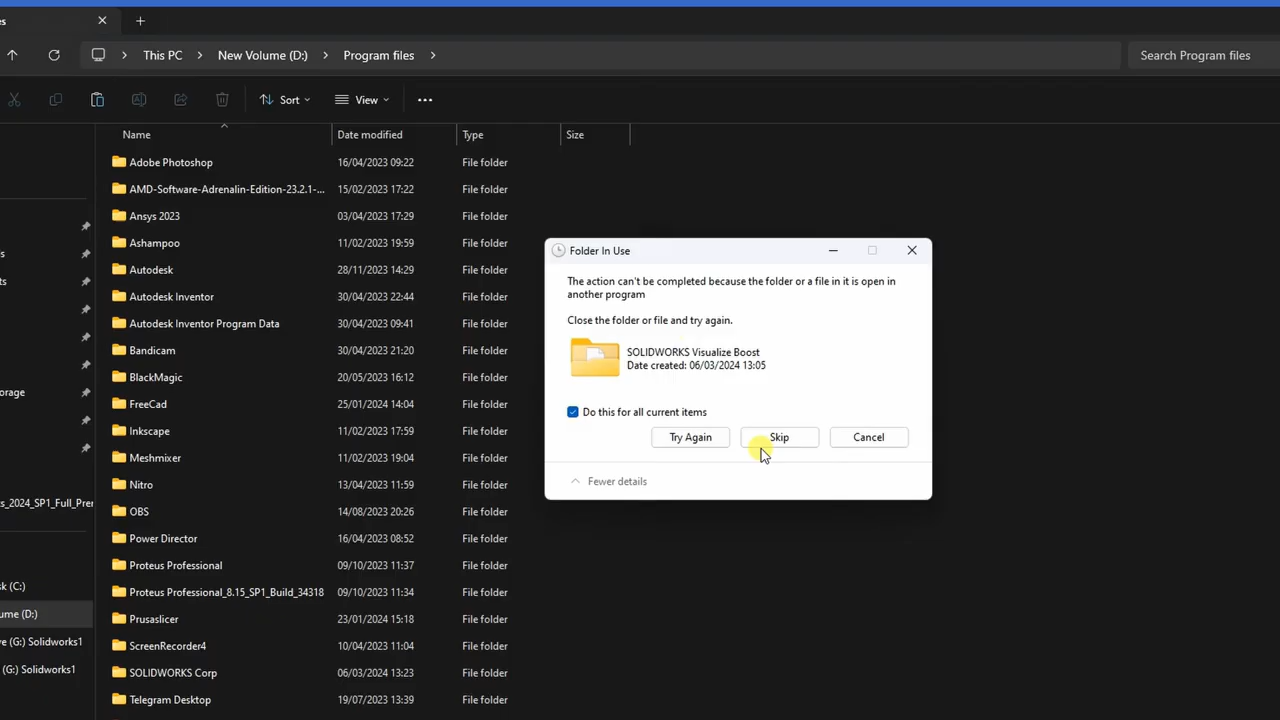 es
This PC
New Volume (D:)
Program files
Search Program files
Sort
View
Name
Date modified
Type
Size
Adobe Photoshop 16/04/2023 09:22 File folder
AMD-Software-Adrenalin-Edition-23.2.1-... 15/02/2023 17:22 File folder
Ansys 2023 03/04/2023 17:29 File folder
Ashampoo 11/02/2023 19:59 File folder
Autodesk 28/11/2023 14:29 File folder
Autodesk Inventor 30/04/2023 22:44 File folder
Autodesk Inventor Program Data 30/04/2023 09:41 File folder
Bandicam 30/04/2023 21:20 File folder
BlackMagic 20/05/2023 16:12 File folder
FreeCad 25/01/2024 14:04 File folder
Inkscape 11/02/2023 17:59 File folder
Meshmixer 11/02/2023 19:04 File folder
Nitro 13/04/2023 11:59 File folder
OBS 14/08/2023 20:26 File folder
Power Director 16/04/2023 08:52 File folder
Proteus Professional 09/10/2023 11:37 File folder
Proteus Professional_8.15_SP1_Build_34318 09/10/2023 11:34 File folder
Prusaslicer 23/01/2024 15:18 File folder
ScreenRecorder4 10/04/2023 11:04 File folder
SOLIDWORKS Corp 06/03/2024 13:23 File folder
Telegram Desktop 19/07/2023 13:39 File folder
s
ts
orage
s_2024_SP1_Full_Prer
k (C:)
ume (D:)
e (G:) Solidworks1
(G:) Solidworks1
Folder In Use
The action can't be completed because the folder or a file in it is open in
another program
Close the folder or file and try again.
SOLIDWORKS Visualize Boost
Date created: 06/03/2024 13:05
Do this for all current items
Try Again
Skip
Cancel
Fewer details